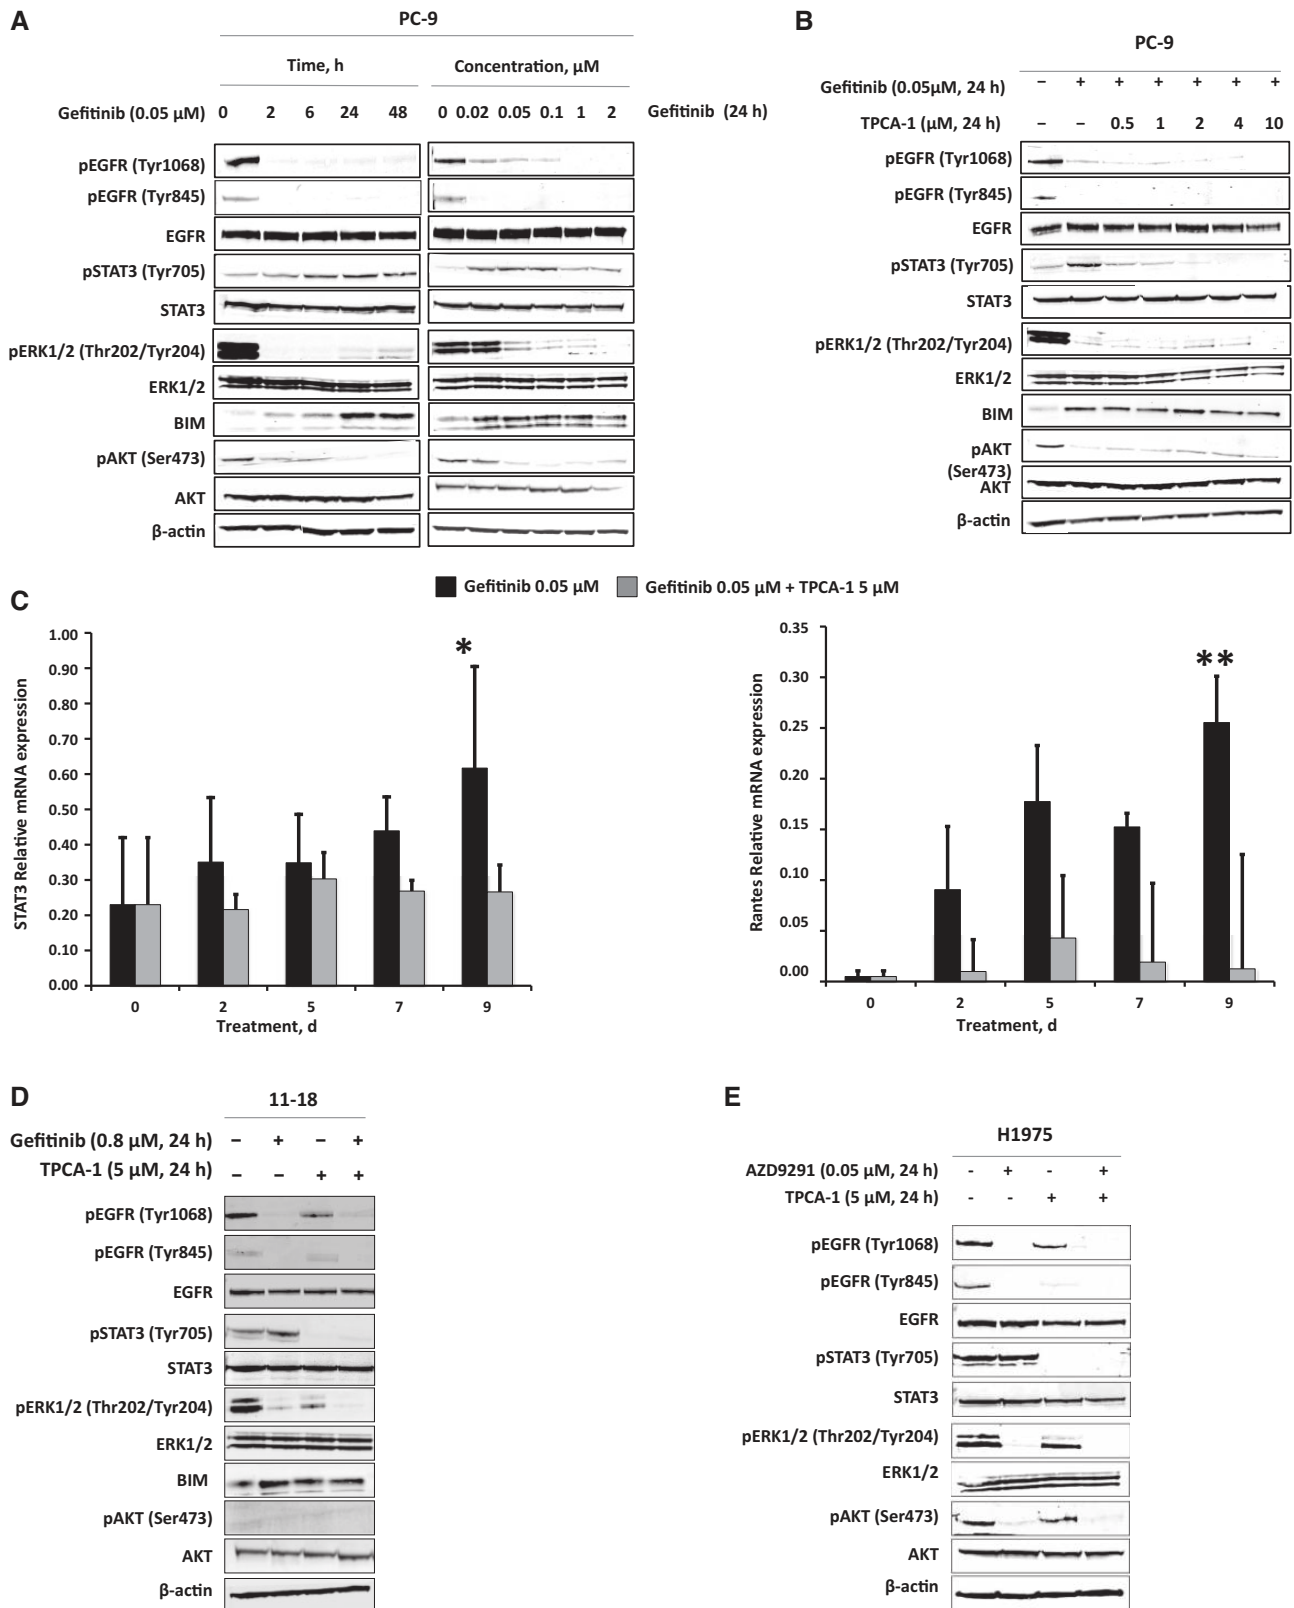 A
PC-9
Time, h
Concentration, µM
Gefitinib (0.05 µM) 0 2 6 24 48 0 0.02 0.05 0.1 1 2 Gefitinib (24 h)
pEGFR (Tyr1068)
pEGFR (Tyr845)
EGFR
pSTAT3 (Tyr705)
STAT3
pERK1/2 (Thr202/Tyr204)
ERK1/2
BIM
pAKT (Ser473)
AKT
β-actin
B
PC-9
Gefitinib (0.05µM, 24 h) – + + + + + +
TPCA-1 (µM, 24 h) – – 0.5 1 2 4 10
pEGFR (Tyr1068)
pEGFR (Tyr845)
EGFR
pSTAT3 (Tyr705)
STAT3
pERK1/2 (Thr202/Tyr204)
ERK1/2
BIM
pAKT
(Ser473)
AKT
β-actin
C
Gefitinib 0.05 µM
Gefitinib 0.05 µM + TPCA-1 5 µM
STAT3 Relative mRNA expression
1.00
0.90
0.80
0.70
0.60
0.50
0.40
0.30
0.20
0.10
0.00
*
0 2 5 7 9
Treatment, d
Rantes Relative mRNA expression
0.35
0.30
0.25
0.20
0.15
0.10
0.05
0.00
**
0 2 5 7 9
Treatment, d
D
11-18
Gefitinib (0.8 µM, 24 h) – + – +
TPCA-1 (5 µM, 24 h) – – + +
pEGFR (Tyr1068)
pEGFR (Tyr845)
EGFR
pSTAT3 (Tyr705)
STAT3
pERK1/2 (Thr202/Tyr204)
ERK1/2
BIM
pAKT (Ser473)
AKT
β-actin
E
H1975
AZD9291 (0.05 µM, 24 h) - + - +
TPCA-1 (5 µM, 24 h) - - + +
pEGFR (Tyr1068)
pEGFR (Tyr845)
EGFR
pSTAT3 (Tyr705)
STAT3
pERK1/2 (Thr202/Tyr204)
ERK1/2
pAKT (Ser473)
AKT
β-actin